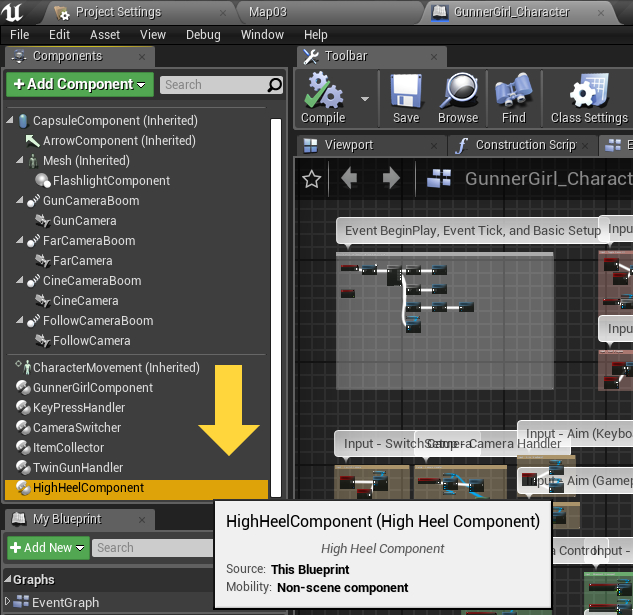 Project Settings
Map03
GunnerGirl_Character
File Edit Asset View Debug Window Help
Components
Toolbar
+ Add Component
Search
Compile
Save
Browse
Find
Class Settings
CapsuleComponent (Inherited)
ArrowComponent (Inherited)
Mesh (Inherited)
FlashlightComponent
GunCameraBoom
GunCamera
FarCameraBoom
FarCamera
CineCameraBoom
CineCamera
FollowCameraBoom
FollowCamera
CharacterMovement (Inherited)
GunnerGirlComponent
KeyPressHandler
CameraSwitcher
ItemCollector
TwinGunHandler
HighHeelComponent
My Blueprint
+ Add New
Search
Graphs
EventGraph
Viewport
Construction Scrip
E
GunnerGirl_Charact
Event BeginPlay, Event Tick, and Basic Setup
Inpu
Inpu
Input - Switch
Camera Handler
Input - Aim (Keybo
Input - Aim (Gamep
Control
Input -
HighHeelComponent (High Heel Component)
High Heel Component
Source: This Blueprint
Mobility: Non-scene component